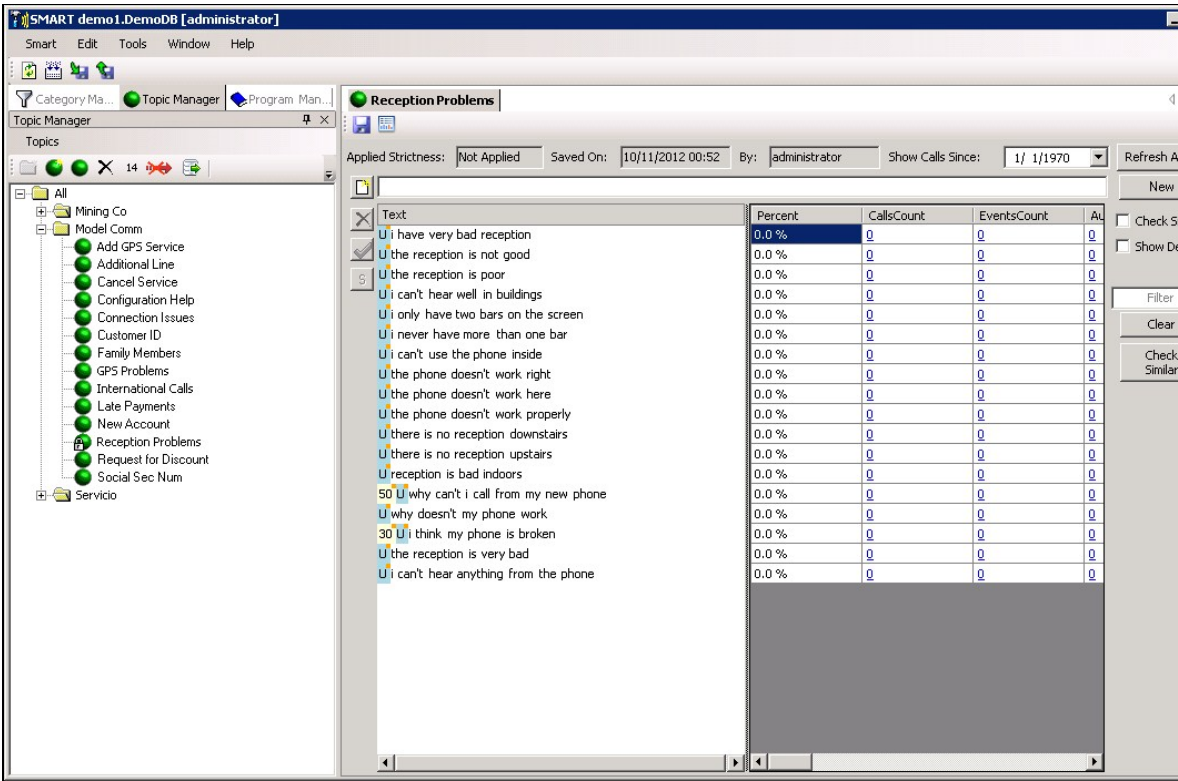 SMART demo1.DemoDB [administrator]
Smart Edit Tools Window Help
Category Ma... Topic Manager Program Man...
Topic Manager
Topics
14
All
Mining Co
Model Comm
Add GPS Service
Additional Line
Cancel Service
Configuration Help
Connection Issues
Customer ID
Family Members
GPS Problems
International Calls
Late Payments
New Account
Reception Problems
Request for Discount
Social Sec Num
Servicio
Reception Problems
Applied Strictness: Not Applied Saved On: 10/11/2012 00:52 By: administrator Show Calls Since: 1/ 1/1970 Refresh A
New
Text Percent CallsCount EventsCount Au
U i have very bad reception 0.0 % 0 0 0
U the reception is not good 0.0 % 0 0 0
U the reception is poor 0.0 % 0 0 0
U i can't hear well in buildings 0.0 % 0 0 0
U i only have two bars on the screen 0.0 % 0 0 0
U i never have more than one bar 0.0 % 0 0 0
U i can't use the phone inside 0.0 % 0 0 0
U the phone doesn't work right 0.0 % 0 0 0
U the phone doesn't work here 0.0 % 0 0 0
U the phone doesn't work properly 0.0 % 0 0 0
U there is no reception downstairs 0.0 % 0 0 0
U there is no reception upstairs 0.0 % 0 0 0
U reception is bad indoors 0.0 % 0 0 0
50 U why can't i call from my new phone 0.0 % 0 0 0
U why doesn't my phone work 0.0 % 0 0 0
30 U i think my phone is broken 0.0 % 0 0 0
U the reception is very bad 0.0 % 0 0 0
U i can't hear anything from the phone 0.0 % 0 0 0
S
Check S
Show De
Filter
Clear
Check
Similar